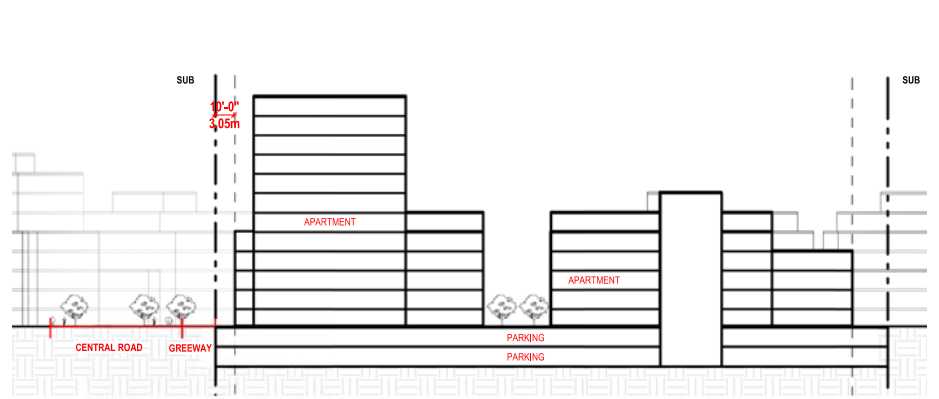 SUB
SUB
10'-0"
3.05m
APARTMENT
APARTMENT
PARKING
CENTRAL ROAD
GREEWAY
PARKING